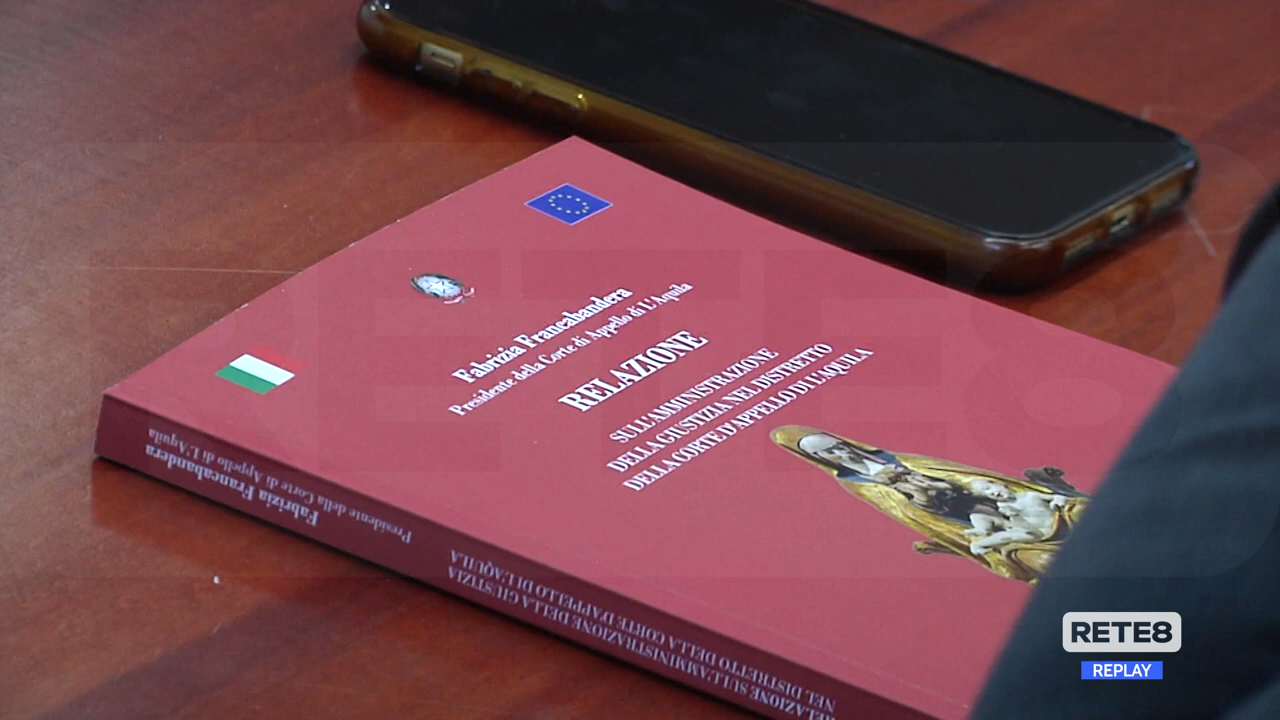 Fabrizia Francabandera
Presidente della Corte di Appello di L'Aquila
RELAZIONE
SULL'AMMINISTRAZIONE
DELLA GIUSTIZIA NEL DISTRETTO
DELLA CORTE D'APPELLO DI L'AQUILA
Fabrizia Francabandera
Presidente della Corte di Appello di L'Aquila
RELAZIONE SULL'AMMINISTRAZIONE DELLA GIUSTIZIA
NEL DISTRETTO DELLA CORTE D'APPELLO DI L'AQUILA
RETE8
RETE8
REPLAY